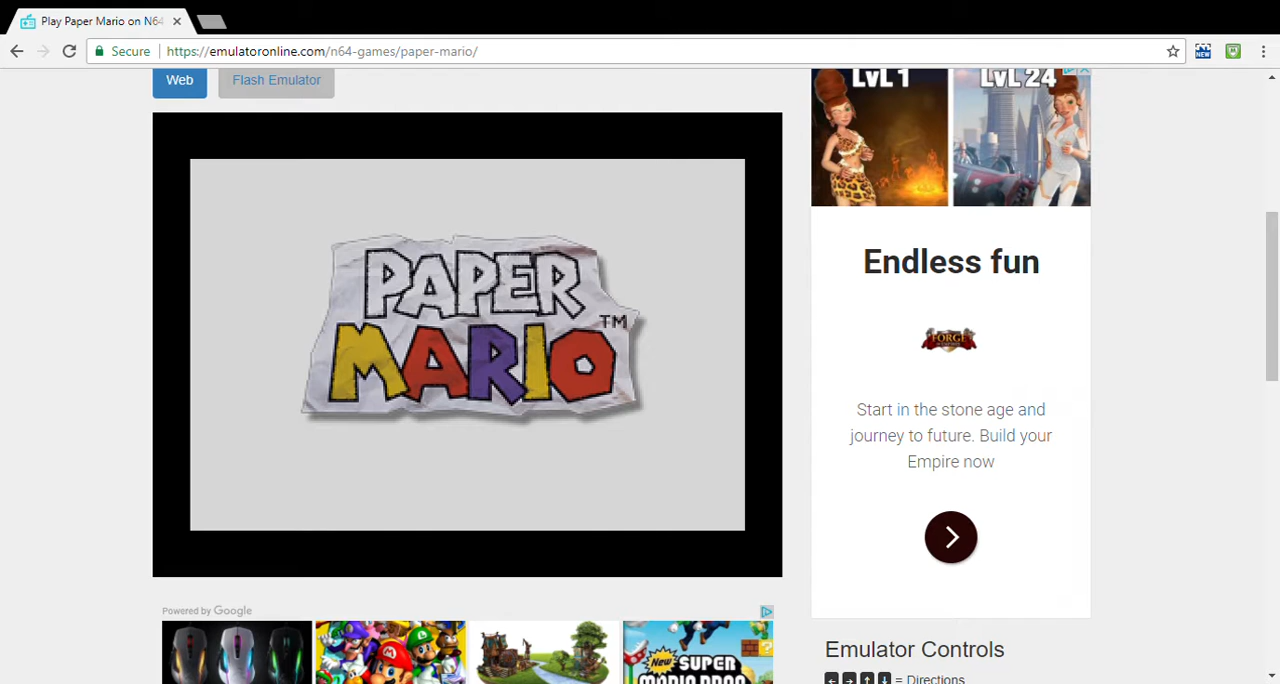 Play Paper Mario on N64
Secure
https://emulatoronline.com/n64-games/paper-mario/
NEW
Web
Flash Emulator
LVL 1
LVL 24
PAPER
MARIO
TM
Endless fun
FORGE
Start in the stone age and
journey to future. Build your
Empire now
Powered by Google
New
SUPER
Emulator Controls
← → ↑ ↓ = Directions